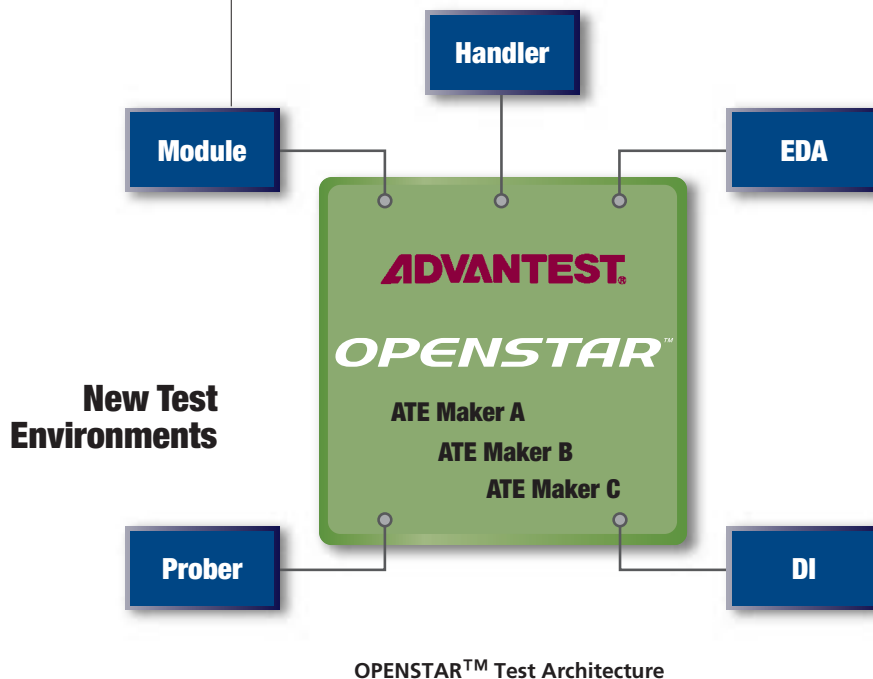 Handler
Module
EDA
ADVANTEST®
OPENSTAR™
New Test
Environments
ATE Maker A
ATE Maker B
ATE Maker C
Prober
DI
OPENSTAR™ Test Architecture